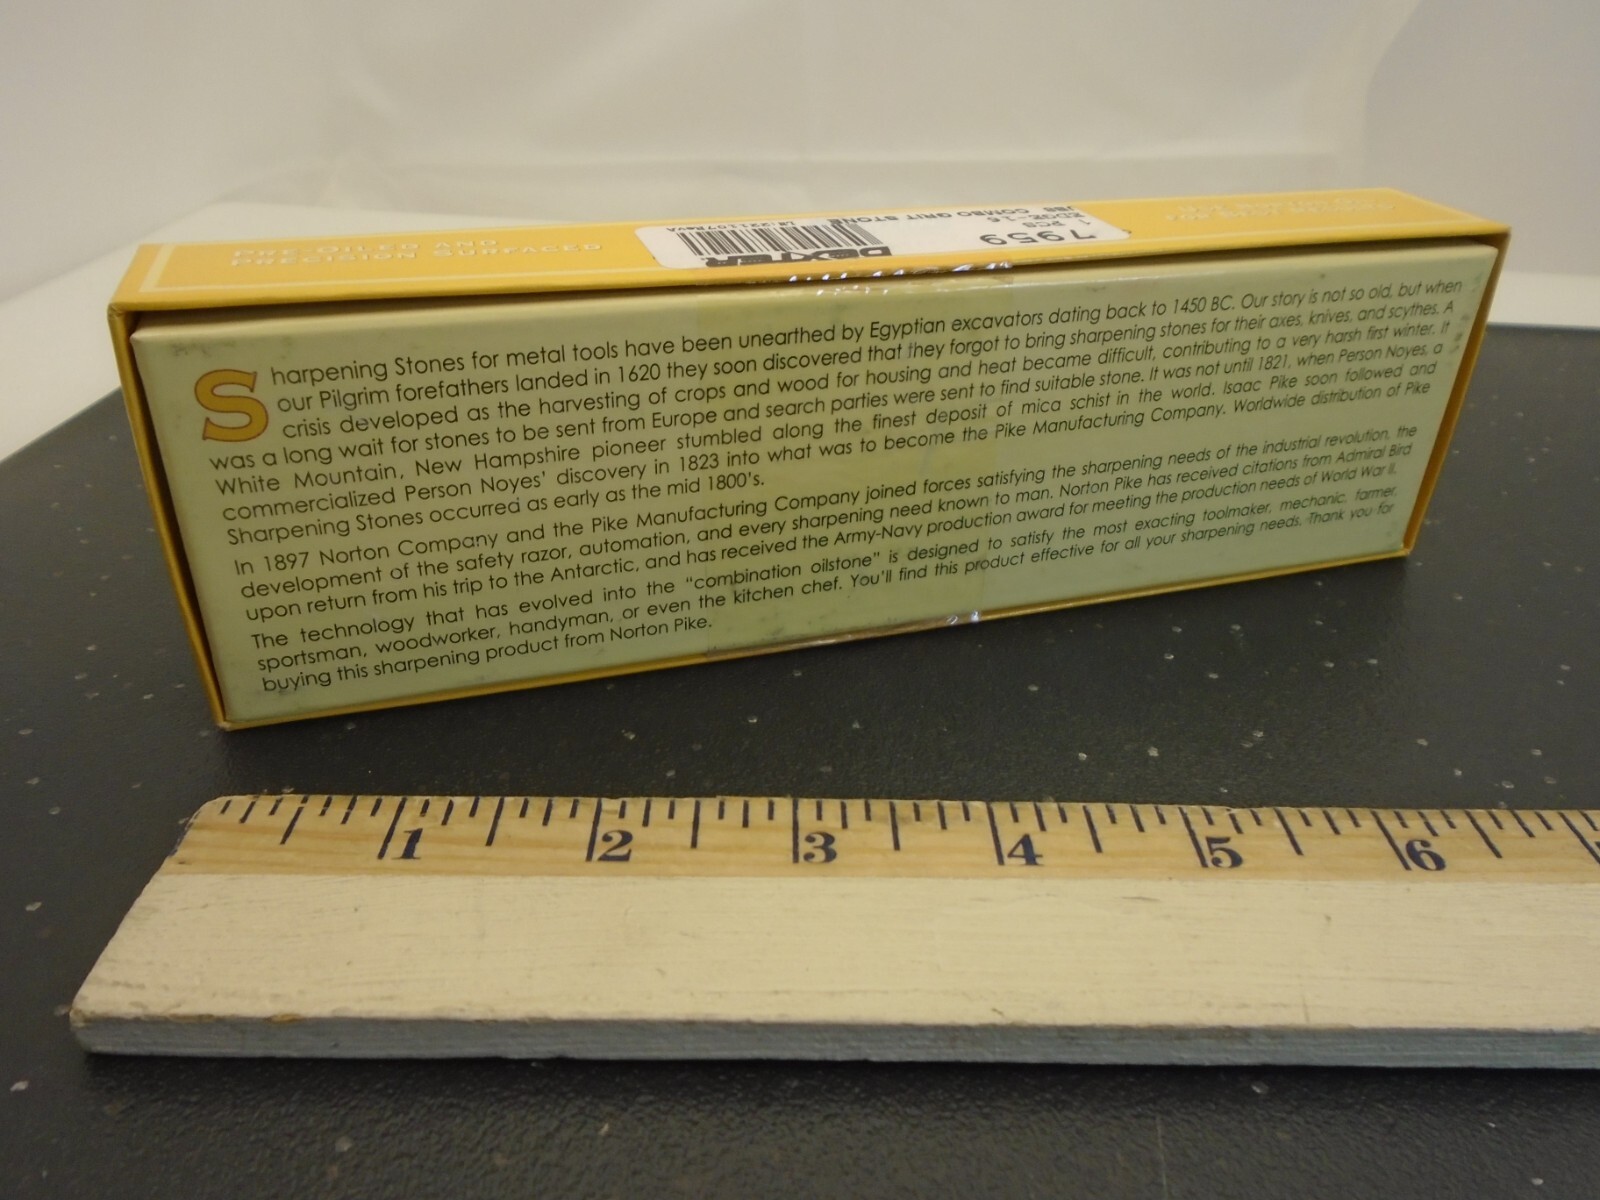 PRE-OILED AND
PRECISION SURFACED
DEXTER
7959
1 PCS
EDGE-16
JB8 COMBO GRIT STONE
Sharpening Stones for metal tools have been unearthed by Egyptian excavators dating back to 1450 BC. Our story is not so old, but when
our Pilgrim forefathers landed in 1620 they soon discovered that they forgot to bring sharpening stones for their axes, knives, and scythes. A
crisis developed as the harvesting of crops and wood for housing and heat became difficult, contributing to a very harsh first winter. It
was a long wait for stones to be sent from Europe and search parties were sent to find suitable stone. It was not until 1821, when Person Noyes, a
White Mountain, New Hampshire pioneer stumbled along the finest deposit of mica schist in the world. Isaac Pike soon followed and
commercialized Person Noyes' discovery in 1823 into what was to become the Pike Manufacturing Company. Worldwide distribution of Pike
Sharpening Stones occurred as early as the mid 1800's.
In 1897 Norton Company and the Pike Manufacturing Company joined forces satisfying the sharpening needs of the industrial revolution, the
development of the safety razor, automation, and every sharpening need known to man. Norton Pike has received citations from Admiral Bird
upon return from his trip to the Antarctic, and has received the Army-Navy production award for meeting the production needs of World War II.
The technology that has evolved into the "combination oilstone" is designed to satisfy the most exacting toolmaker, mechanic, farmer,
sportsman, woodworker, handyman, or even the kitchen chef. You'll find this product effective for all your sharpening needs. Thank you for
buying this sharpening product from Norton Pike.
1 2 3 4 5 6